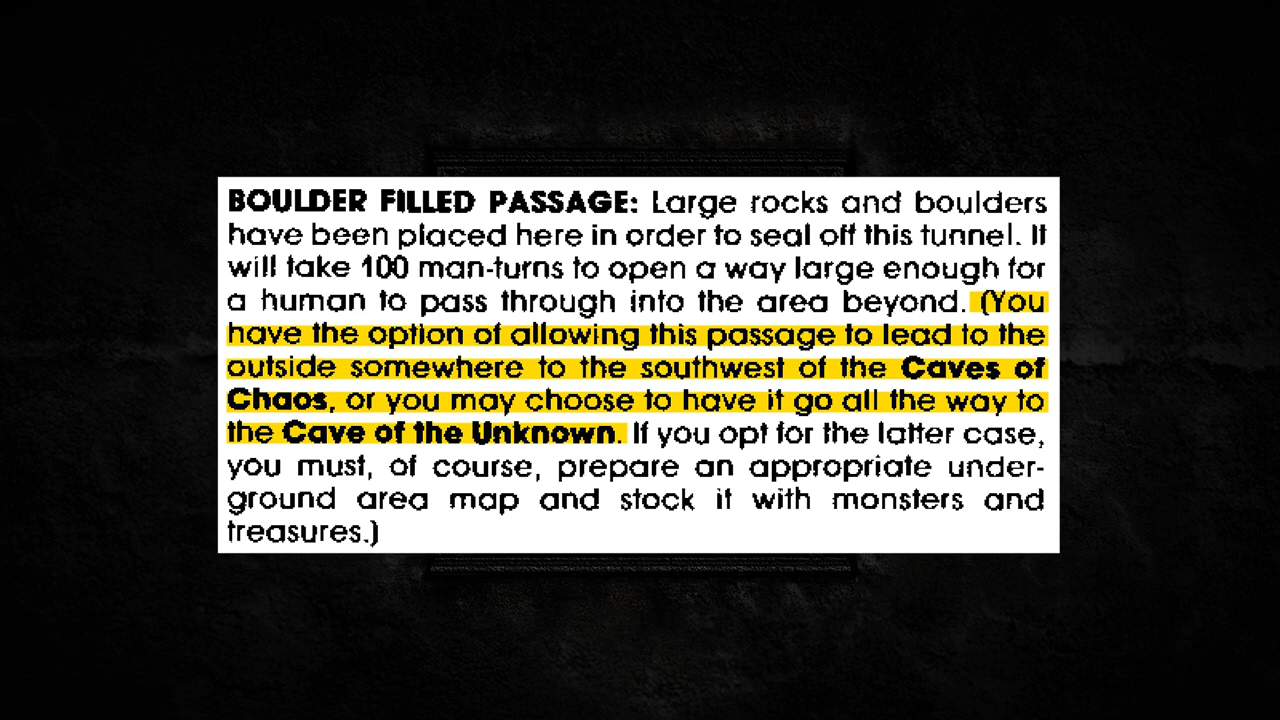 BOULDER FILLED PASSAGE: Large rocks and boulders
have been placed here in order to seal off this tunnel. It
will take 100 man-turns to open a way large enough for
a human to pass through into the area beyond. (You
have the option of allowing this passage to lead to the
outside somewhere to the southwest of the Caves of
Chaos, or you may choose to have it go all the way to
the Cave of the Unknown. If you opt for the latter case,
you must, of course, prepare an appropriate under-
ground area map and stock it with monsters and
treasures.)